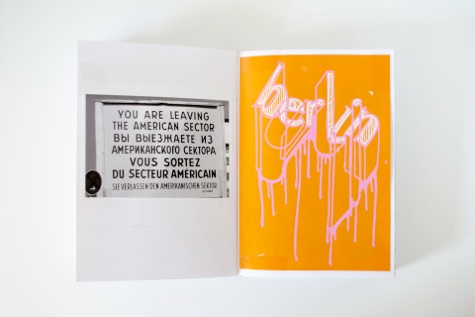 YOU ARE LEAVING
THE AMERICAN SECTOR
ВЫ ВЫЕЗЖАЕТЕ ИЗ
АМЕРИКАНСКОГО СЕКТОРА
VOUS SORTEZ
DU SECTEUR AMÉRICAIN
SIE VERLASSEN DEN AMERIKANISCHEN SEKTOR
berlin